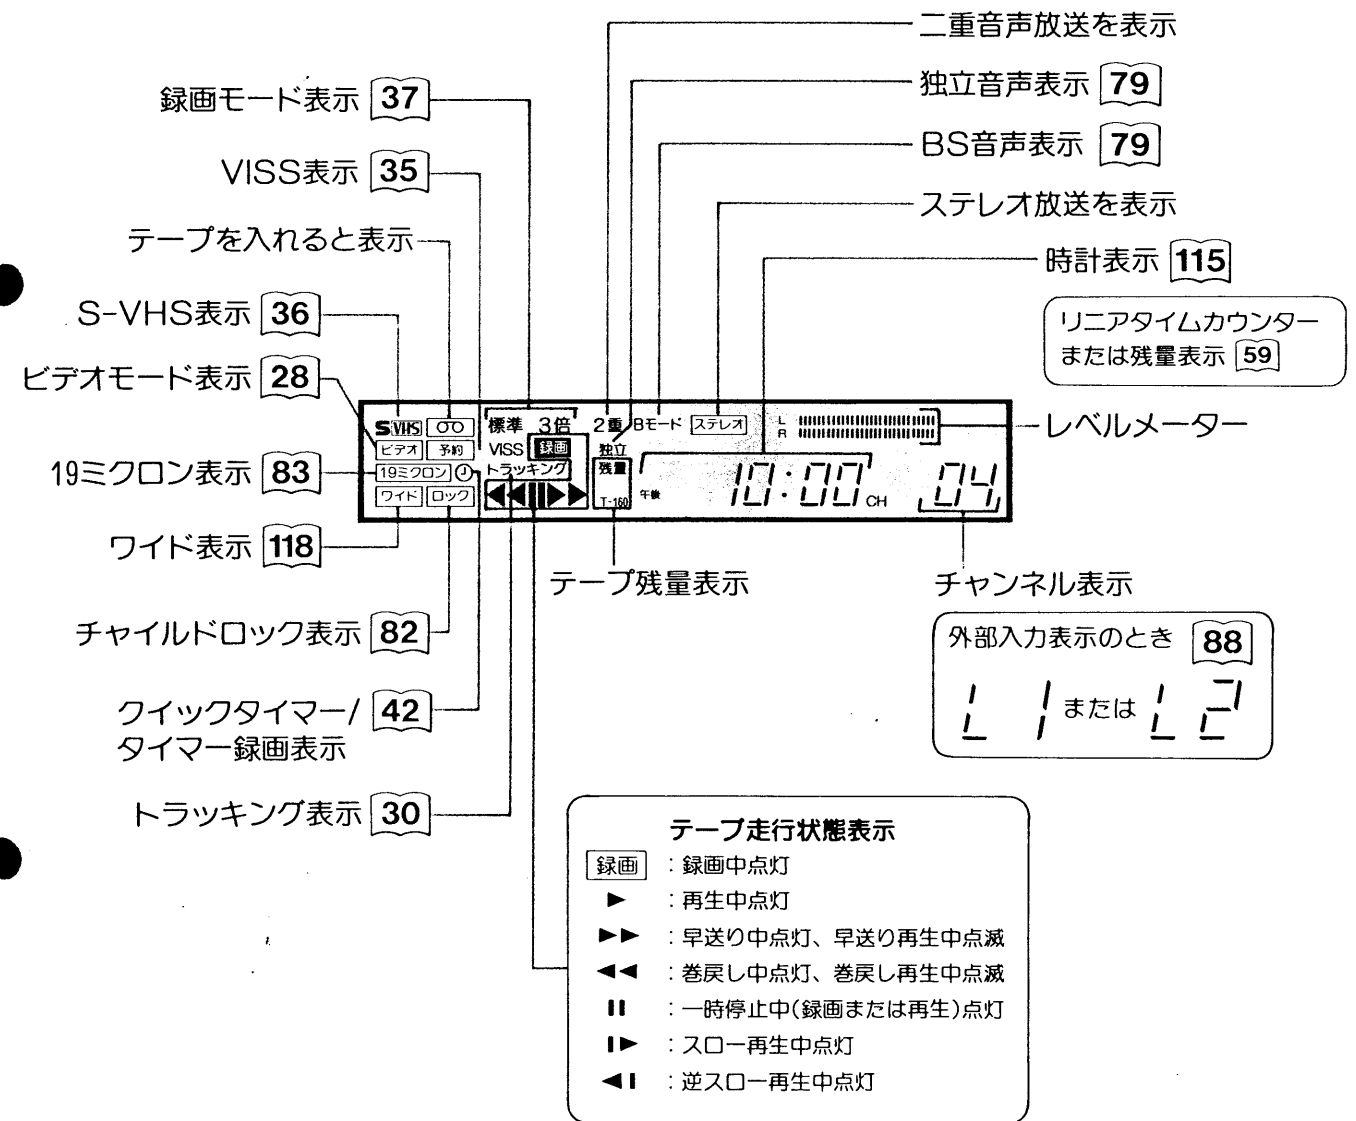 二重音声放送を表示
録画モード表示 37
独立音声表示 79
VISS表示 35
BS音声表示 79
テープを入れると表示
ステレオ放送を表示
S-VHS表示 36
時計表示 115
リニアタイムカウンター
または残量表示 59
ビデオモード表示 28
レベルメーター
19ミクロン表示 83
ワイド表示 118
チャイルドロック表示 82
クイックタイマー/ 42
タイマー録画表示
トラッキング表示 30
S VHS 標準 3倍 2重 Bモード ステレオ L
R
ビデオ 予約 VISS 録画 独立
19ミクロン トラッキング 残量
ワイド ロック T-160 午後 10:00 CH 04
テープ残量表示
チャンネル表示
外部入力表示のとき 88
L 1 または L 2
テープ走行状態表示
録画 :録画中点灯
▶ :再生中点灯
▶▶ :早送り中点灯、早送り再生中点滅
◀◀ :巻戻し中点灯、巻戻し再生中点滅
❙❙ :一時停止中(録画または再生)点灯
❙▶ :スロー再生中点灯
◀❙ :逆スロー再生中点灯